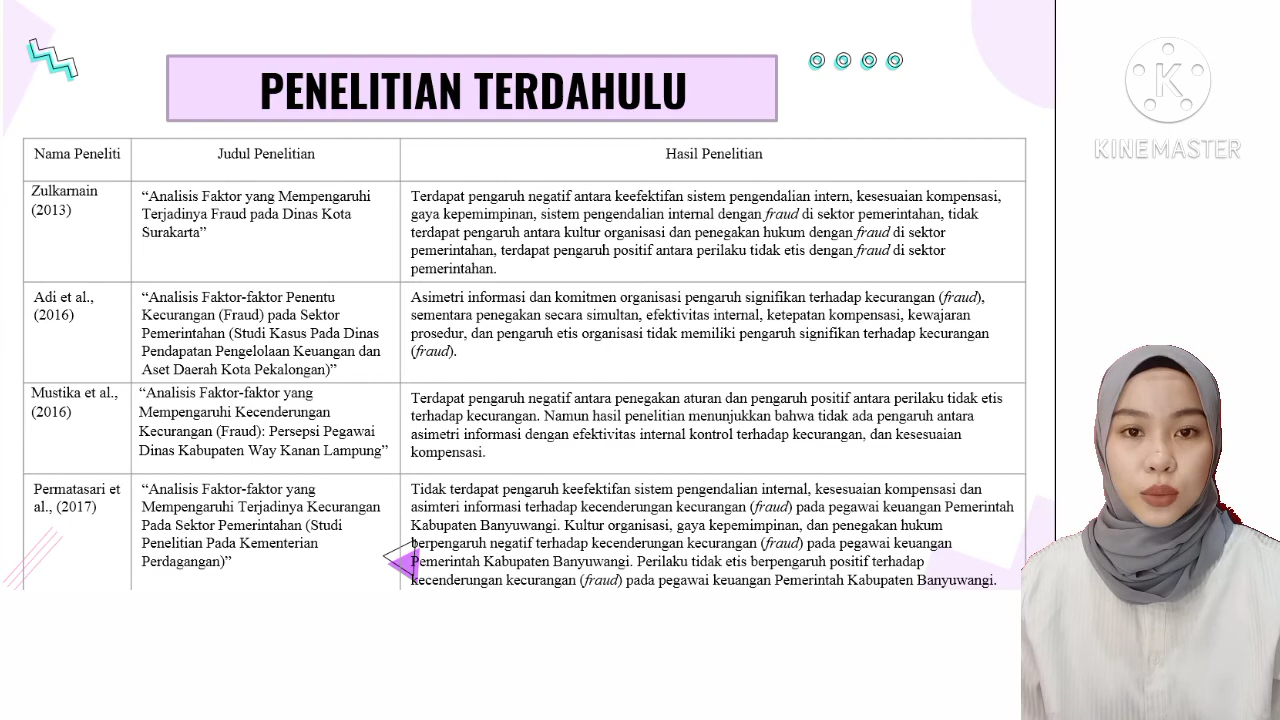 PENELITIAN TERDAHULU
KINEMASTER
Nama Peneliti
Judul Penelitian
Hasil Penelitian
Zulkarnain
(2013)
“Analisis Faktor yang Mempengaruhi
Terjadinya Fraud pada Dinas Kota
Surakarta”
Terdapat pengaruh negatif antara keefektifan sistem pengendalian intern, kesesuaian kompensasi,
gaya kepemimpinan, sistem pengendalian internal dengan fraud di sektor pemerintahan, tidak
terdapat pengaruh antara kultur organisasi dan penegakan hukum dengan fraud di sektor
pemerintahan, terdapat pengaruh positif antara perilaku tidak etis dengan fraud di sektor
pemerintahan.
Adi et al.,
(2016)
“Analisis Faktor-faktor Penentu
Kecurangan (Fraud) pada Sektor
Pemerintahan (Studi Kasus Pada Dinas
Pendapatan Pengelolaan Keuangan dan
Aset Daerah Kota Pekalongan)”
Asimetri informasi dan komitmen organisasi pengaruh signifikan terhadap kecurangan (fraud),
sementara penegakan secara simultan, efektivitas internal, ketepatan kompensasi, kewajaran
prosedur, dan pengaruh etis organisasi tidak memiliki pengaruh signifikan terhadap kecurangan
(fraud).
Mustika et al.,
(2016)
“Analisis Faktor-faktor yang
Mempengaruhi Kecenderungan
Kecurangan (Fraud): Persepsi Pegawai
Dinas Kabupaten Way Kanan Lampung”
Terdapat pengaruh negatif antara penegakan aturan dan pengaruh positif antara perilaku tidak etis
terhadap kecurangan. Namun hasil penelitian menunjukkan bahwa tidak ada pengaruh antara
asimetri informasi dengan efektivitas internal kontrol terhadap kecurangan, dan kesesuaian
kompensasi.
Permatasari et
al., (2017)
“Analisis Faktor-faktor yang
Mempengaruhi Terjadinya Kecurangan
Pada Sektor Pemerintahan (Studi
Penelitian Pada Kementerian
Perdagangan)”
Tidak terdapat pengaruh keefektifan sistem pengendalian internal, kesesuaian kompensasi dan
asimteri informasi terhadap kecenderungan kecurangan (fraud) pada pegawai keuangan Pemerintah
Kabupaten Banyuwangi. Kultur organisasi, gaya kepemimpinan, dan penegakan hukum
berpengaruh negatif terhadap kecenderungan kecurangan (fraud) pada pegawai keuangan
Pemerintah Kabupaten Banyuwangi. Perilaku tidak etis berpengaruh positif terhadap
kecenderungan kecurangan (fraud) pada pegawai keuangan Pemerintah Kabupaten Banyuwangi.